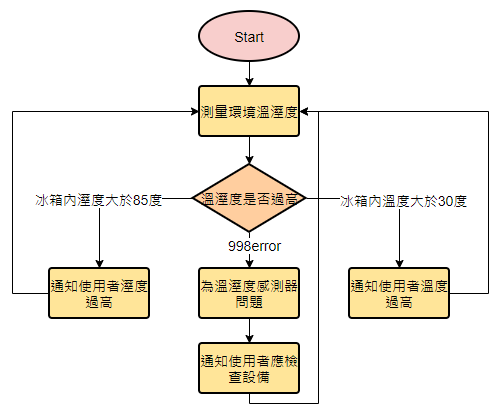 Start
測量環境溫溼度
溫溼度是否過高
冰箱內溼度大於85度
冰箱內溫度大於30度
998error
通知使用者溼度
過高
為溫溼度感測器
問題
通知使用者溫度
過高
通知使用者應檢
查設備